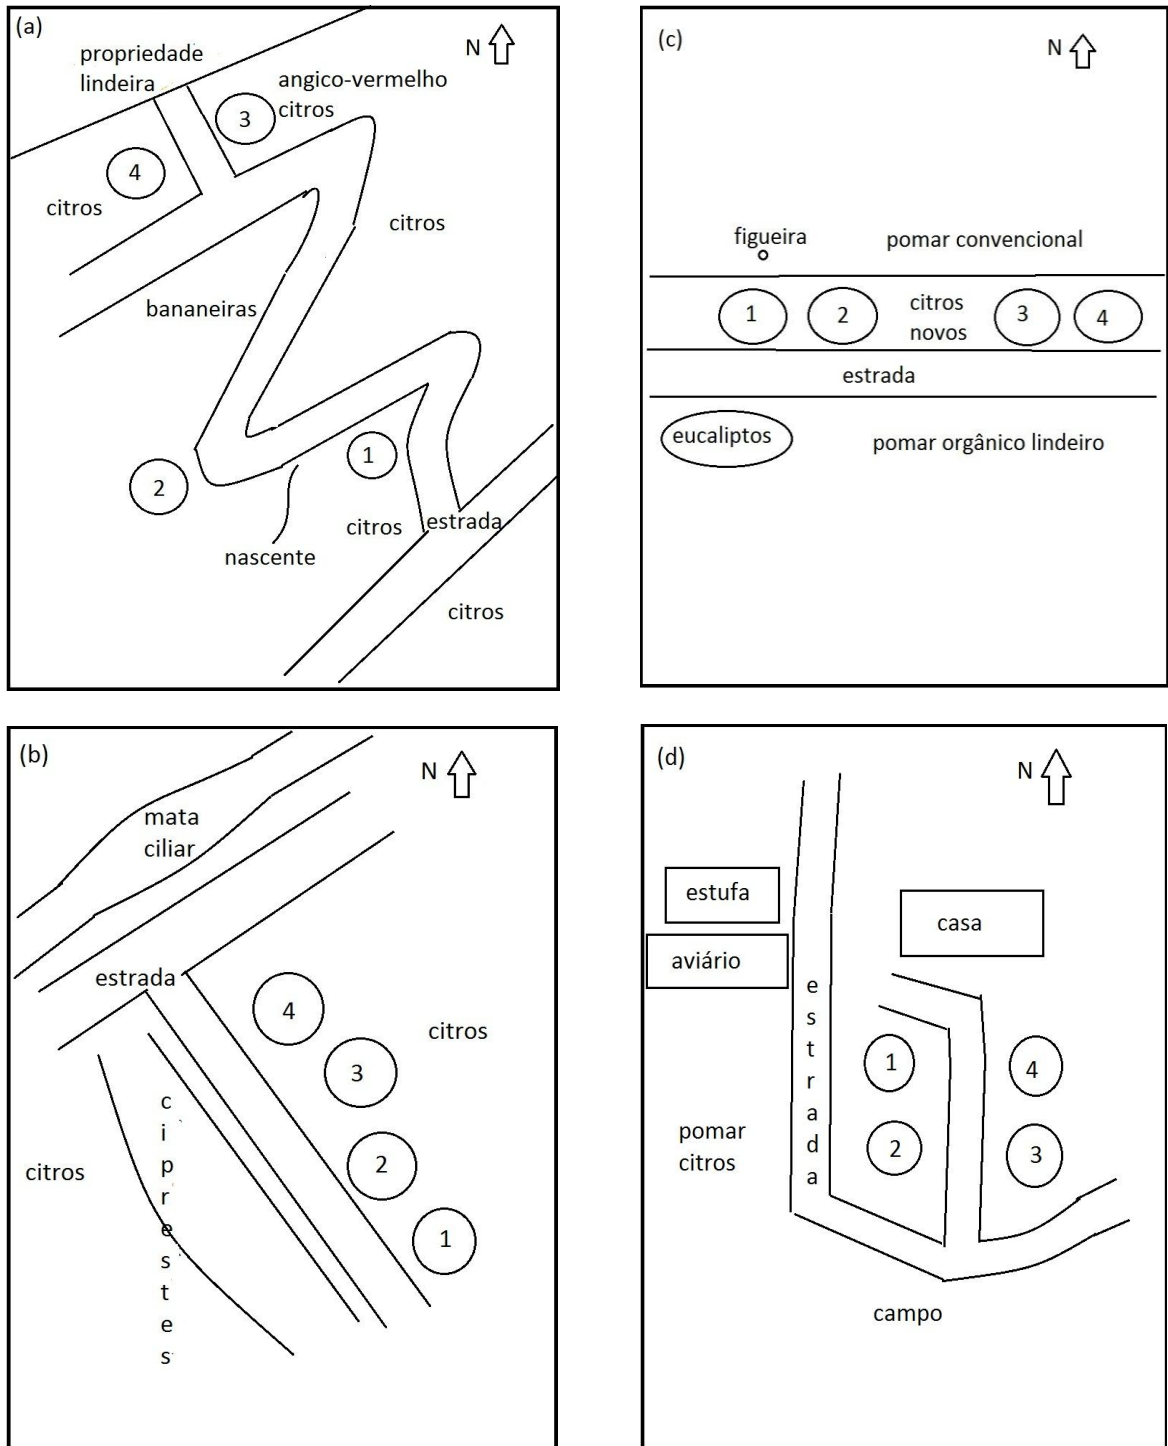 (a)
N
propriedade
lindeira
angico-vermelho
citros
3
4
citros
citros
bananeiras
1
2
citros
estrada
nascente
citros
(c)
N
figueira
pomar convencional
1
2
citros
novos
3
4
estrada
eucaliptos
pomar orgânico lindeiro
(b)
N
mata
ciliar
estrada
4
citros
3
2
1
citros
ciprestes
(d)
N
estufa
casa
aviário
estrada
1
4
2
3
pomar
citros
campo